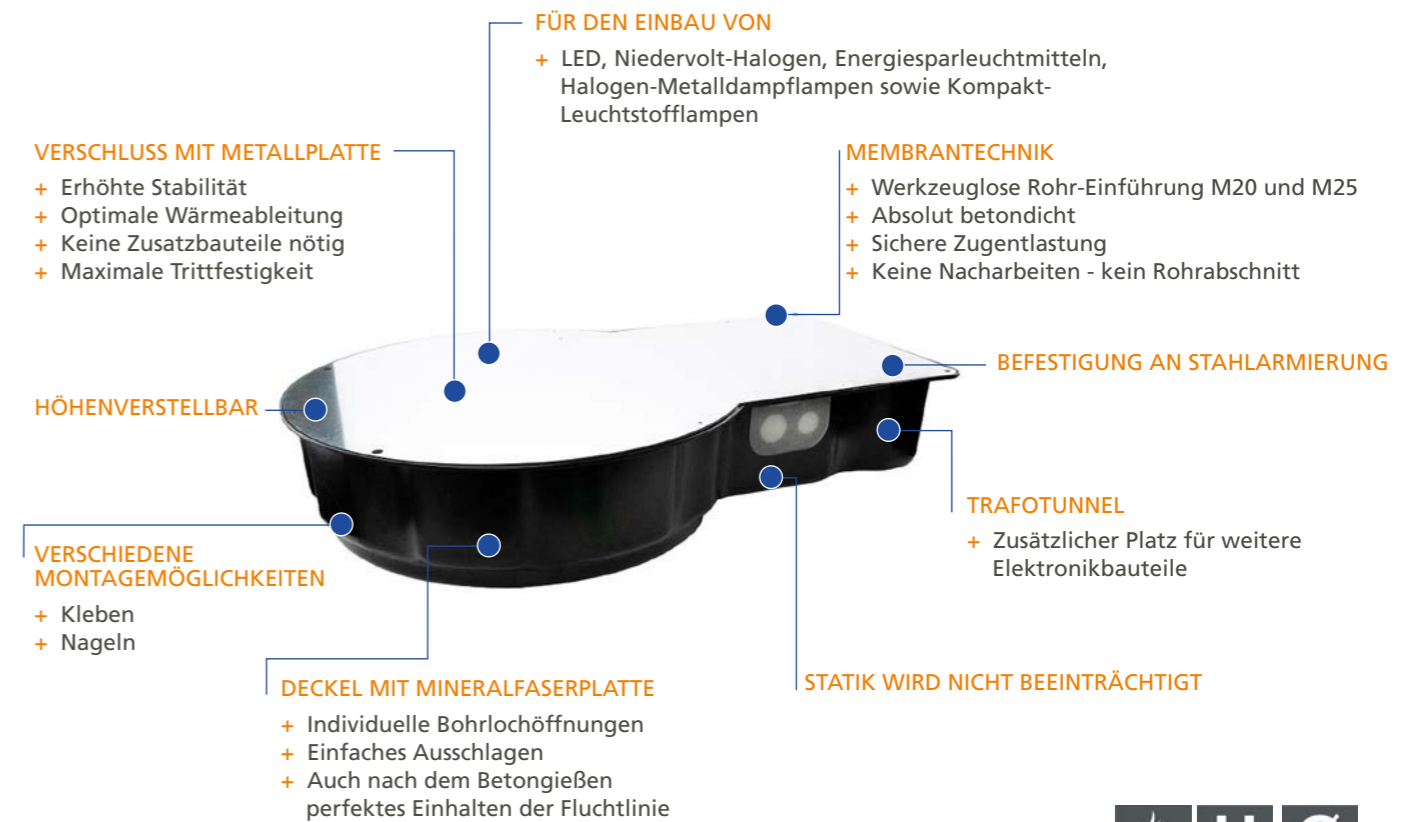 FÜR DEN EINBAU VON
+ LED, Niedervolt-Halogen, Energiesparleuchtmitteln,
Halogen-Metalldampflampen sowie Kompakt-
Leuchtstofflampen
VERSCHLUSS MIT METALLPLATTE
+ Erhöhte Stabilität
+ Optimale Wärmeableitung
+ Keine Zusatzbauteile nötig
+ Maximale Trittfestigkeit
MEMBRANTECHNIK
+ Werkzeuglose Rohr-Einführung M20 und M25
+ Absolut betondicht
+ Sichere Zugentlastung
+ Keine Nacharbeiten - kein Rohrabschnitt
BEFESTIGUNG AN STAHLARMIERUNG
HÖHENVERSTELLBAR
TRAFOTUNNEL
+ Zusätzlicher Platz für weitere
Elektronikbauteile
VERSCHIEDENE
MONTAGEMÖGLICHKEITEN
+ Kleben
+ Nageln
DECKEL MIT MINERALFASERPLATTE
+ Individuelle Bohrlochöffnungen
+ Einfaches Ausschlagen
+ Auch nach dem Betongießen
perfektes Einhalten der Fluchtlinie
STATIK WIRD NICHT BEEINTRÄCHTIGT